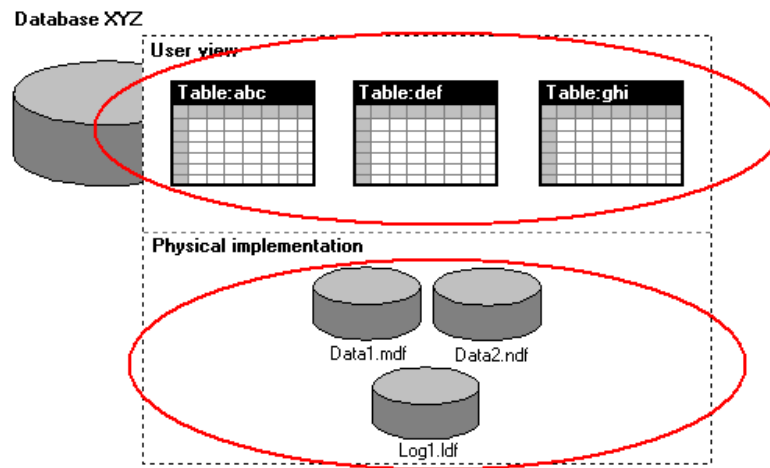 Database XYZ
User view
Table:abc
Table:def
Table:ghi
Physical implementation
Data1.mdf
Data2.ndf
Log1.ldf